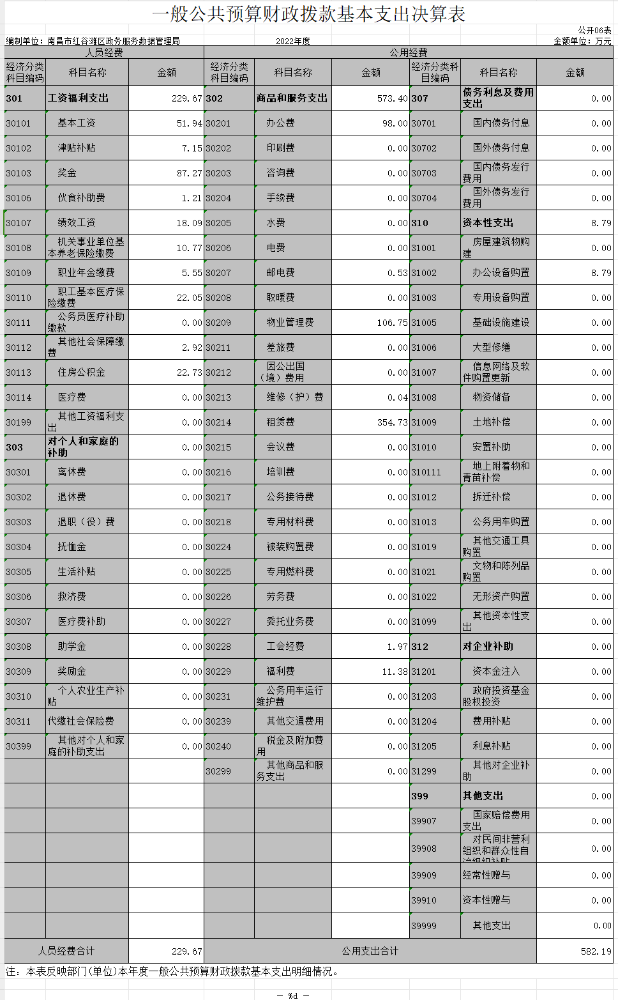 一般公共预算财政拨款基本支出决算表
公开06表
编制单位：南昌市红谷滩区政务服务数据管理局 2022年度 金额单位：万元
人员经费 公用经费
经济分类科目编码 科目名称 金额 经济分类科目编码 科目名称 金额 经济分类科目编码 科目名称 金额
301 工资福利支出 229.67 302 商品和服务支出 573.40 307 债务利息及费用支出 0.00
30101 基本工资 51.94 30201 办公费 98.00 30701 国内债务付息 0.00
30102 津贴补贴 7.15 30202 印刷费 0.00 30702 国外债务付息 0.00
30103 奖金 87.27 30203 咨询费 0.00 30703 国内债务发行费用 0.00
30106 伙食补助费 1.21 30204 手续费 0.00 30704 国外债务发行费用 0.00
30107 绩效工资 18.09 30205 水费 0.00 310 资本性支出 8.79
30108 机关事业单位基本养老保险缴费 10.77 30206 电费 0.00 31001 房屋建筑物购建 0.00
30109 职业年金缴费 5.55 30207 邮电费 0.53 31002 办公设备购置 8.79
30110 职工基本医疗保险缴费 22.05 30208 取暖费 0.00 31003 专用设备购置 0.00
30111 公务员医疗补助缴款 0.00 30209 物业管理费 106.75 31005 基础设施建设 0.00
30112 其他社会保障缴费 2.92 30211 差旅费 0.00 31006 大型修缮 0.00
30113 住房公积金 22.73 30212 因公出国（境）费用 0.00 31007 信息网络及软件购置更新 0.00
30114 医疗费 0.00 30213 维修（护）费 0.04 31008 物资储备 0.00
30199 其他工资福利支出 0.00 30214 租赁费 354.73 31009 土地补偿 0.00
303 对个人和家庭的补助 0.00 30215 会议费 0.00 31010 安置补助 0.00
30301 离休费 0.00 30216 培训费 0.00 310111 地上附着物和青苗补偿 0.00
30302 退休费 0.00 30217 公务接待费 0.00 31012 拆迁补偿 0.00
30303 退职（役）费 0.00 30218 专用材料费 0.00 31013 公务用车购置 0.00
30304 抚恤金 0.00 30224 被装购置费 0.00 31019 其他交通工具购置 0.00
30305 生活补贴 0.00 30225 专用燃料费 0.00 31021 文物和陈列品购置 0.00
30306 救济费 0.00 30226 劳务费 0.00 31022 无形资产购置 0.00
30307 医疗费补助 0.00 30227 委托业务费 0.00 31099 其他资本性支出 0.00
30308 助学金 0.00 30228 工会经费 1.97 312 对企业补助 0.00
30309 奖励金 0.00 30229 福利费 11.38 31201 资本金注入 0.00
30310 个人农业生产补贴 0.00 30231 公务用车运行维护费 0.00 31203 政府投资基金股权投资 0.00
30311 代缴社会保险费 0.00 30239 其他交通费用 0.00 31204 费用补贴 0.00
30399 其他对个人和家庭的补助支出 0.00 30240 税金及附加费用 0.00 31205 利息补贴 0.00
30299 其他商品和服务支出 0.00 31299 其他对企业补助 0.00
399 其他支出 0.00
39907 国家赔偿费用支出 0.00
39908 对民间非营利组织和群众性自治组织补贴 0.00
39909 经常性赠与 0.00
39910 资本性赠与 0.00
39999 其他支出 0.00
人员经费合计 229.67 公用支出合计 582.19
注：本表反映部门(单位)本年度一般公共预算财政拨款基本支出明细情况。
— %d —